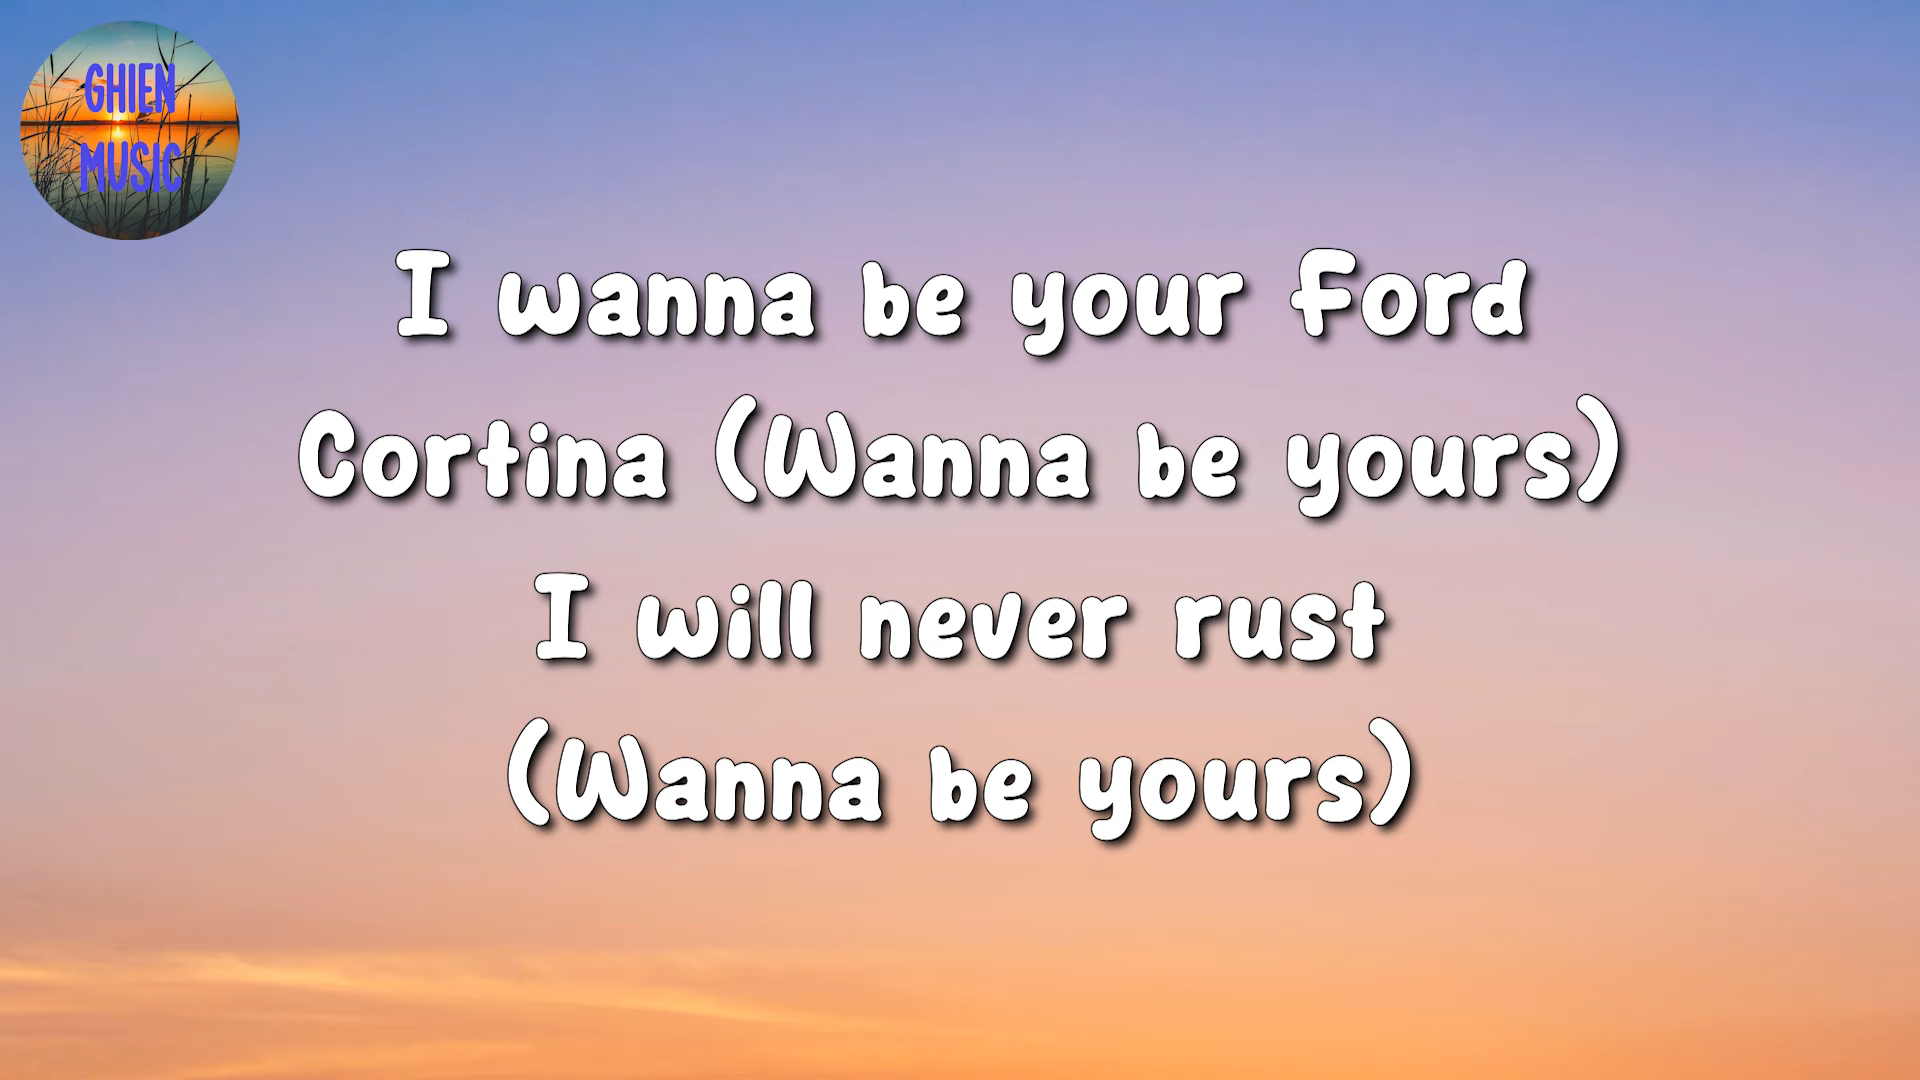 GHIEN
MUSIC
I wanna be your Ford
Cortina (Wanna be yours)
I will never rust
(Wanna be yours)